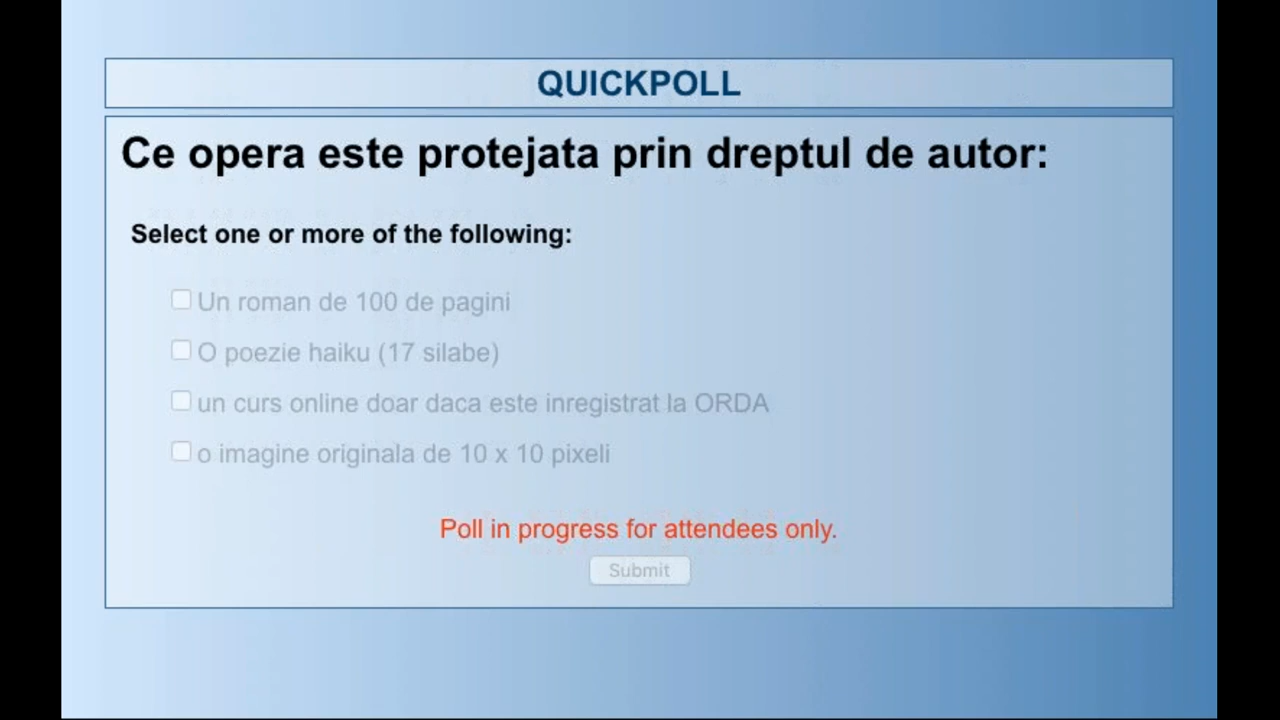 QUICKPOLL
Ce opera este protejata prin dreptul de autor:
Select one or more of the following:
Un roman de 100 de pagini
O poezie haiku (17 silabe)
un curs online doar daca este inregistrat la ORDA
o imagine originala de 10 x 10 pixeli
Poll in progress for attendees only.
Submit